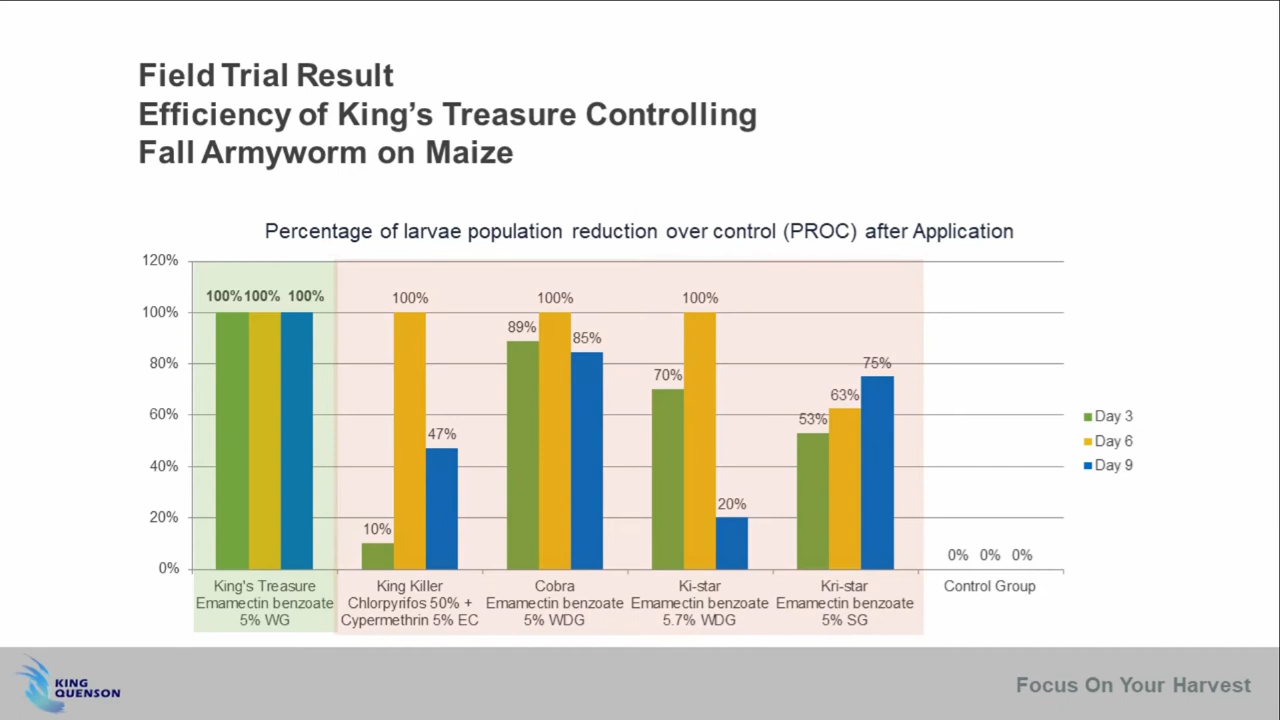 Field Trial Result
Efficiency of King’s Treasure Controlling
Fall Armyworm on Maize
Percentage of larvae population reduction over control (PROC) after Application
120%
100%
80%
60%
40%
20%
0%
100% 100% 100%
10% 100% 47%
89% 100% 85%
70% 100% 20%
53% 63% 75%
0% 0% 0%
King's Treasure
Emamectin benzoate
5% WG
King Killer
Chlorpyrifos 50% +
Cypermethrin 5% EC
Cobra
Emamectin benzoate
5% WDG
Ki-star
Emamectin benzoate
5.7% WDG
Kri-star
Emamectin benzoate
5% SG
Control Group
Day 3
Day 6
Day 9
KING
QUENSON
Focus On Your Harvest